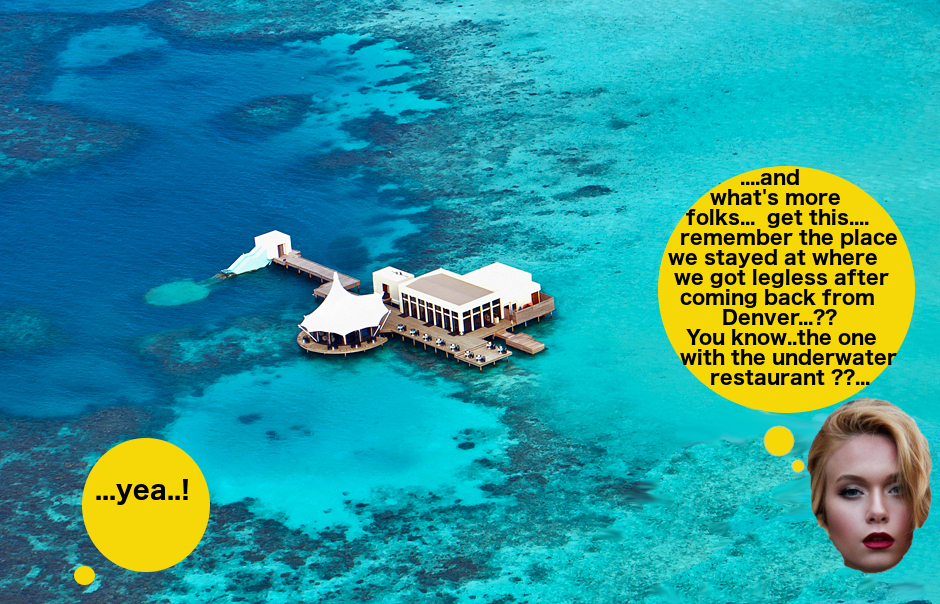 ....and
what's more
folks... get this....
remember the place
we stayed at where
we got legless after
coming back from
Denver...??
You know..the one
with the underwater
restaurant ??...
...yea..!